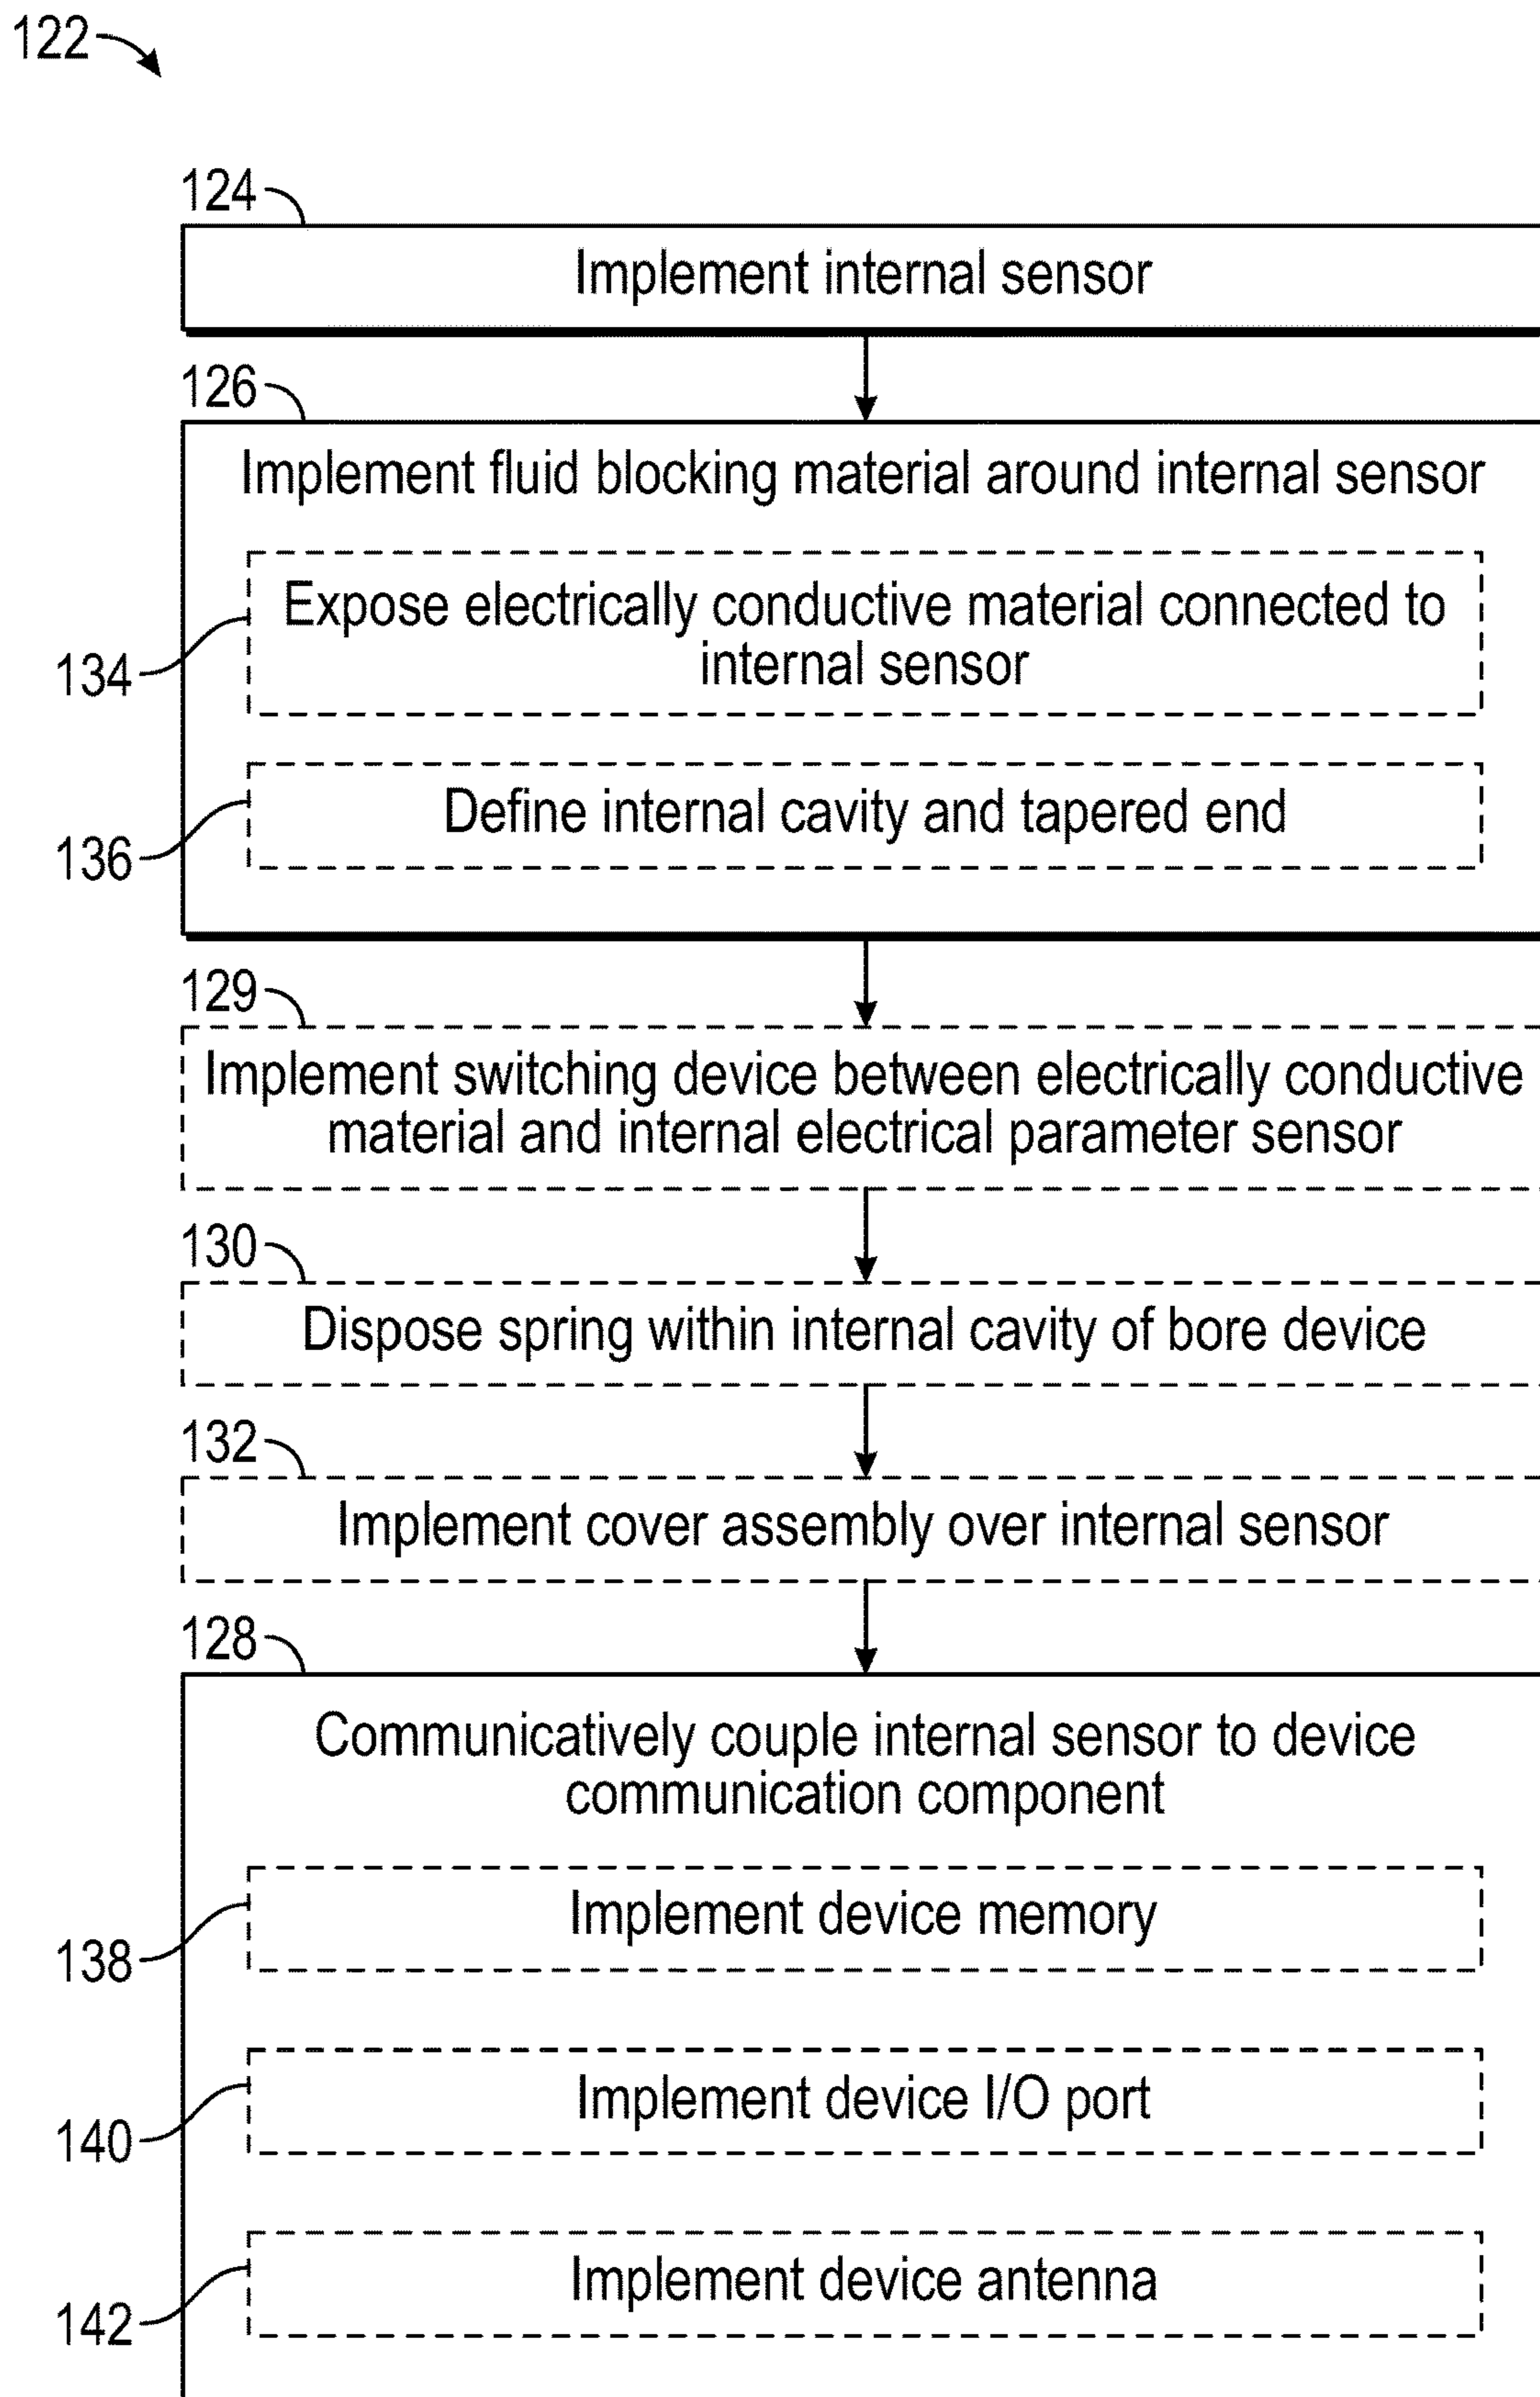 122
124
Implement internal sensor
126
Implement fluid blocking material around internal sensor
Expose electrically conductive material connected to
internal sensor
134
Define internal cavity and tapered end
136
129
Implement switching device between electrically conductive
material and internal electrical parameter sensor
130
Dispose spring within internal cavity of bore device
132
Implement cover assembly over internal sensor
128
Communicatively couple internal sensor to device
communication component
Implement device memory
138
Implement device I/O port
140
Implement device antenna
142